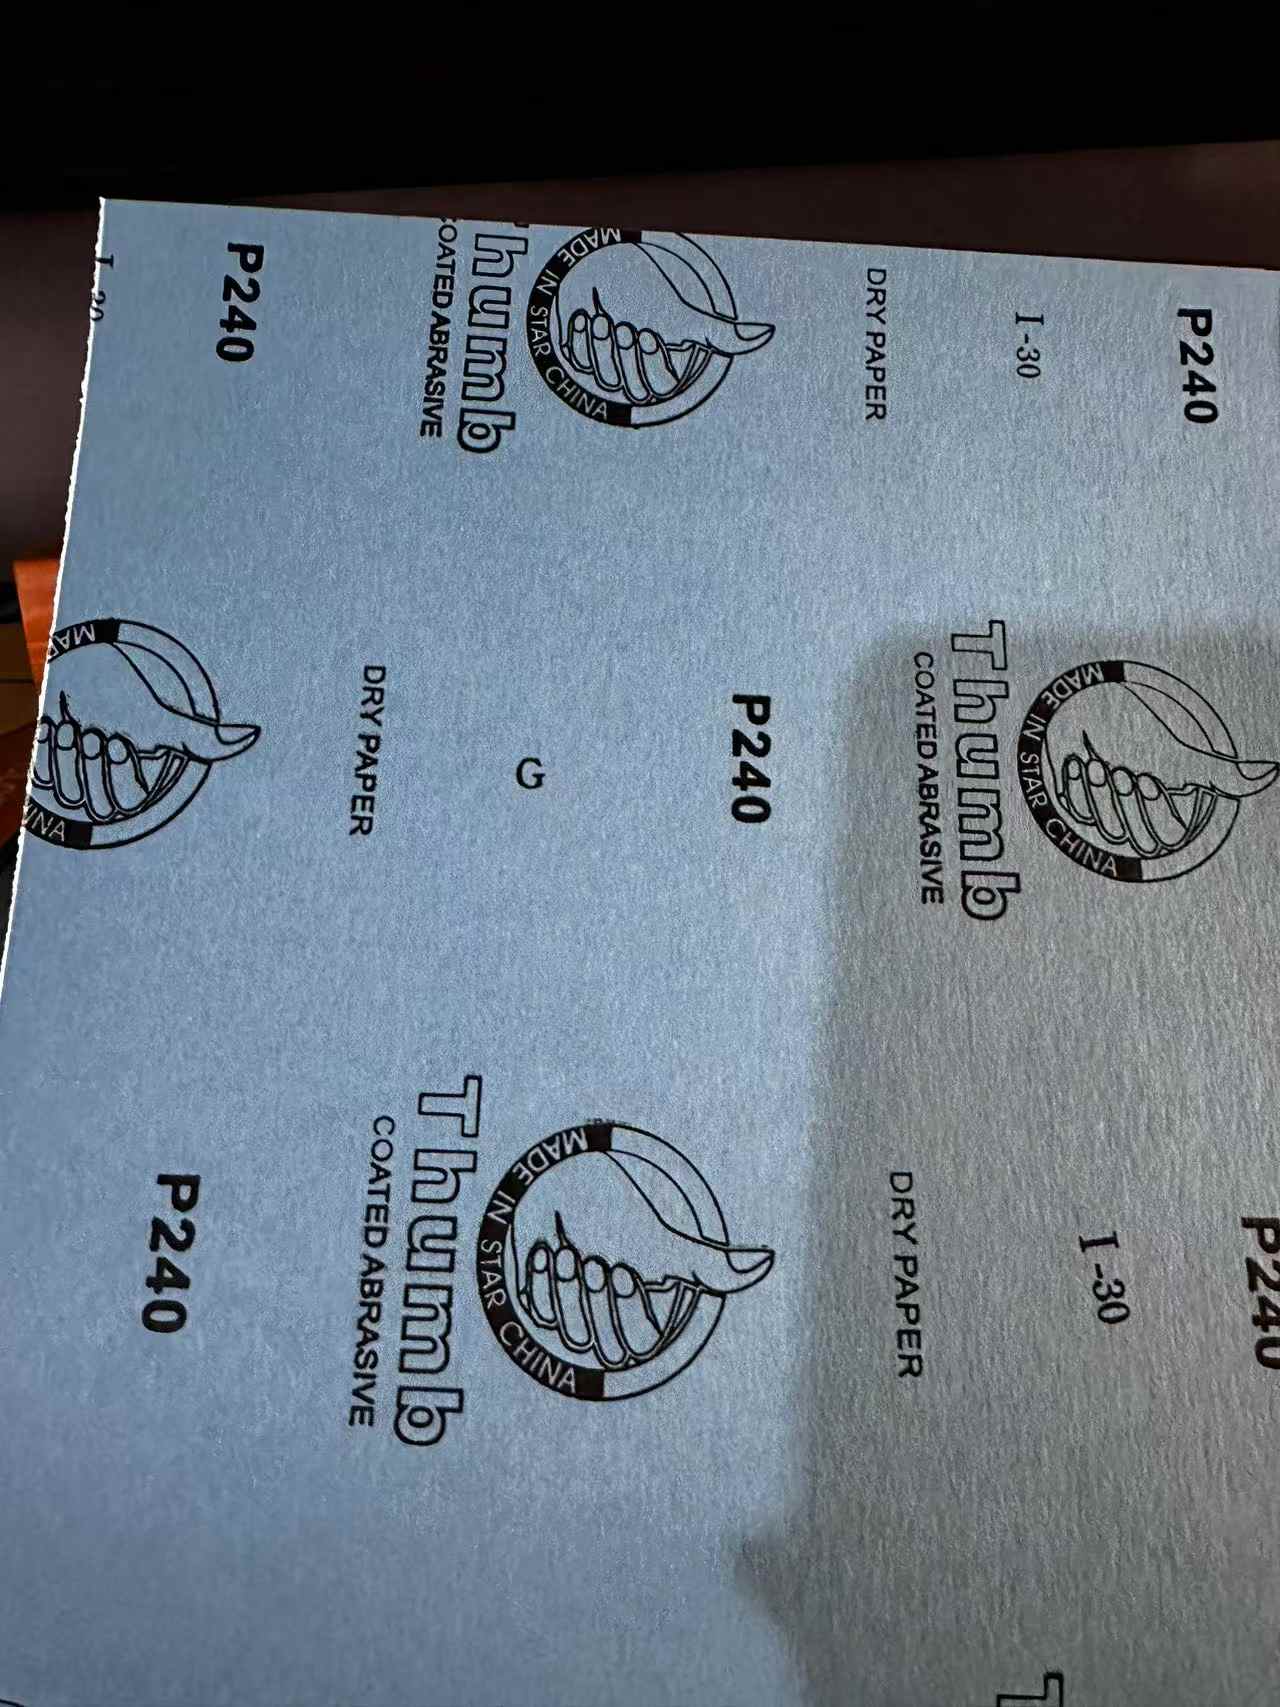 P240
I-30
DRY PAPER
MADE IN STAR CHINA
Thumb
COATED ABRASIVE
P240
MADE IN STAR CHINA
Thumb
COATED ABRASIVE
P240
G
DRY PAPER
P240
I-30
DRY PAPER
MADE IN STAR CHINA
Thumb
COATED ABRASIVE
P240